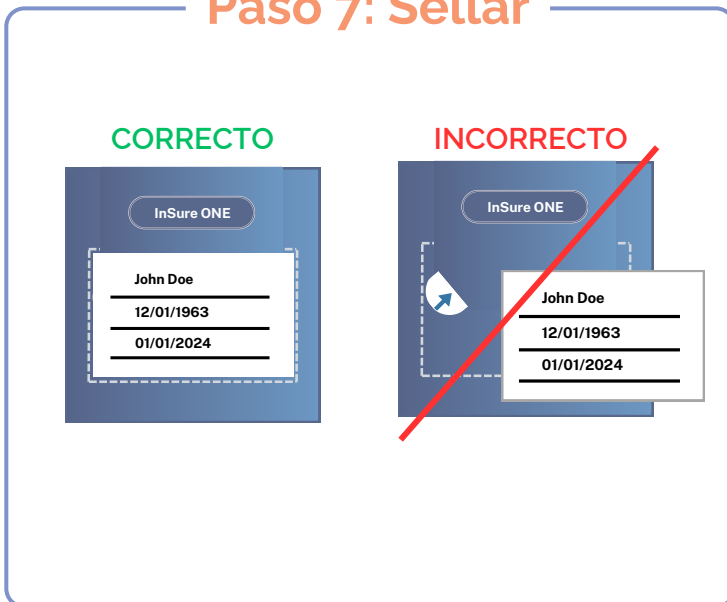 Paso 7: Sellar
CORRECTO
InSure ONE
John Doe
12/01/1963
01/01/2024
INCORRECTO
InSure ONE
John Doe
12/01/1963
01/01/2024